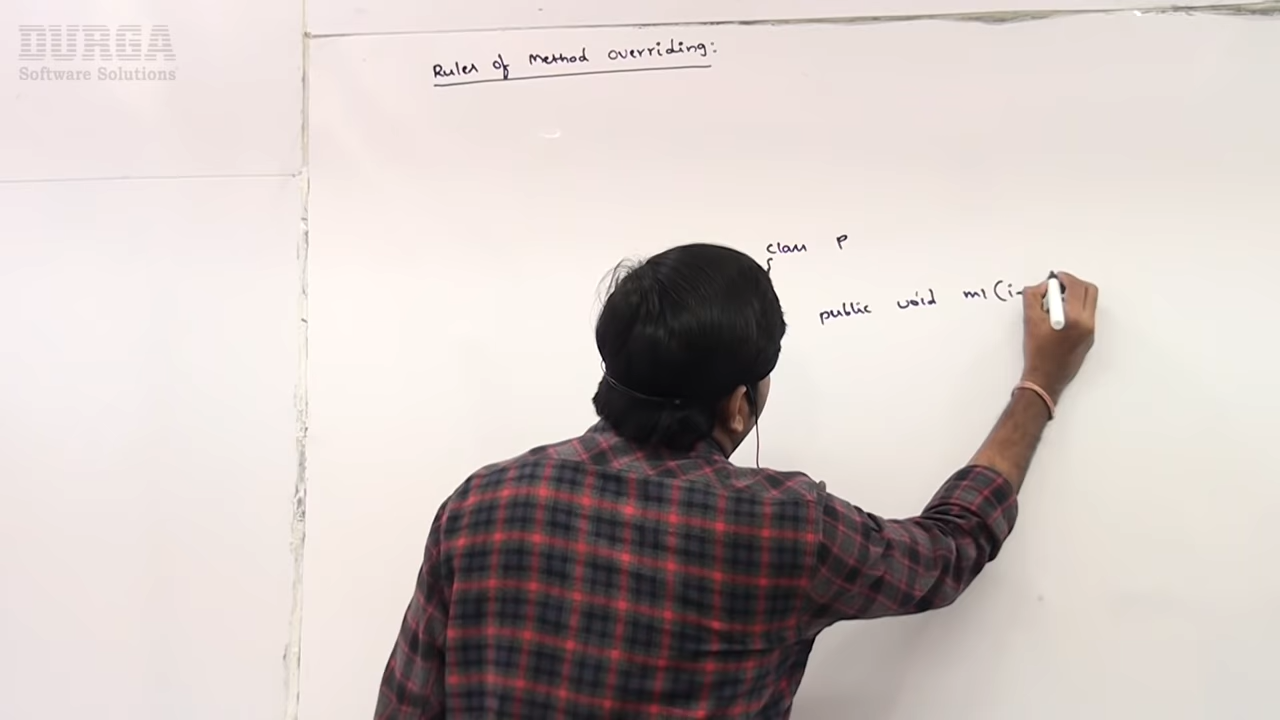 DURGA
Software Solutions
Rules of Method overriding:
class P
{
public void m1(i